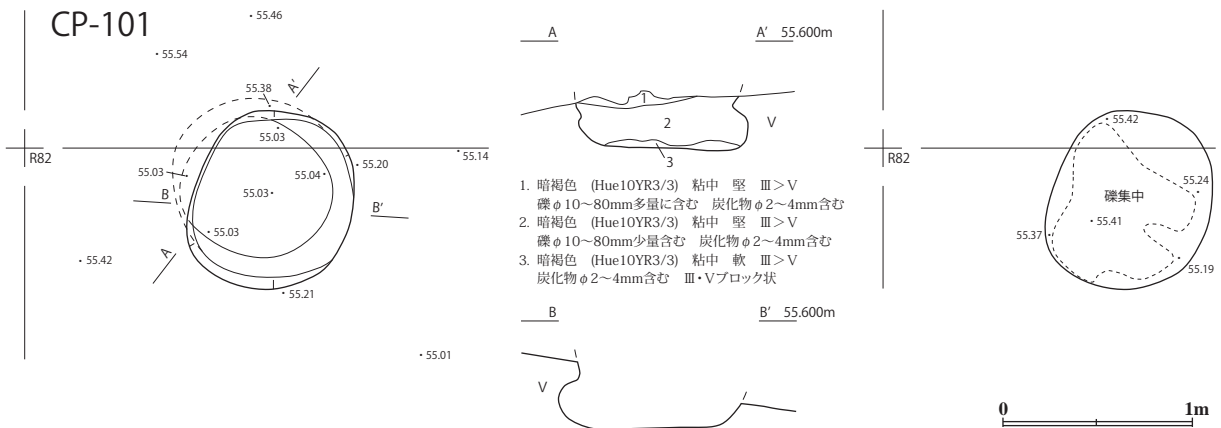 CP-101
55.46
55.54
55.38
A'
55.03
R82
55.20
55.14
55.03
55.04
B
55.03
B'
55.03
A
55.42
55.21
55.01
A
A' 55.600m
1
2
V
3
1. 暗褐色 (Hue10YR3/3) 粘中 堅 Ⅲ＞Ⅴ
礫φ10～80mm多量に含む 炭化物φ2～4mm含む
2. 暗褐色 (Hue10YR3/3) 粘中 堅 Ⅲ＞Ⅴ
礫φ10～80mm少量含む 炭化物φ2～4mm含む
3. 暗褐色 (Hue10YR3/3) 粘中 軟 Ⅲ＞Ⅴ
炭化物φ2～4mm含む Ⅲ・Ⅴブロック状
B
B' 55.600m
V
55.42
R82
55.24
礫集中
55.41
55.37
55.19
0 1m